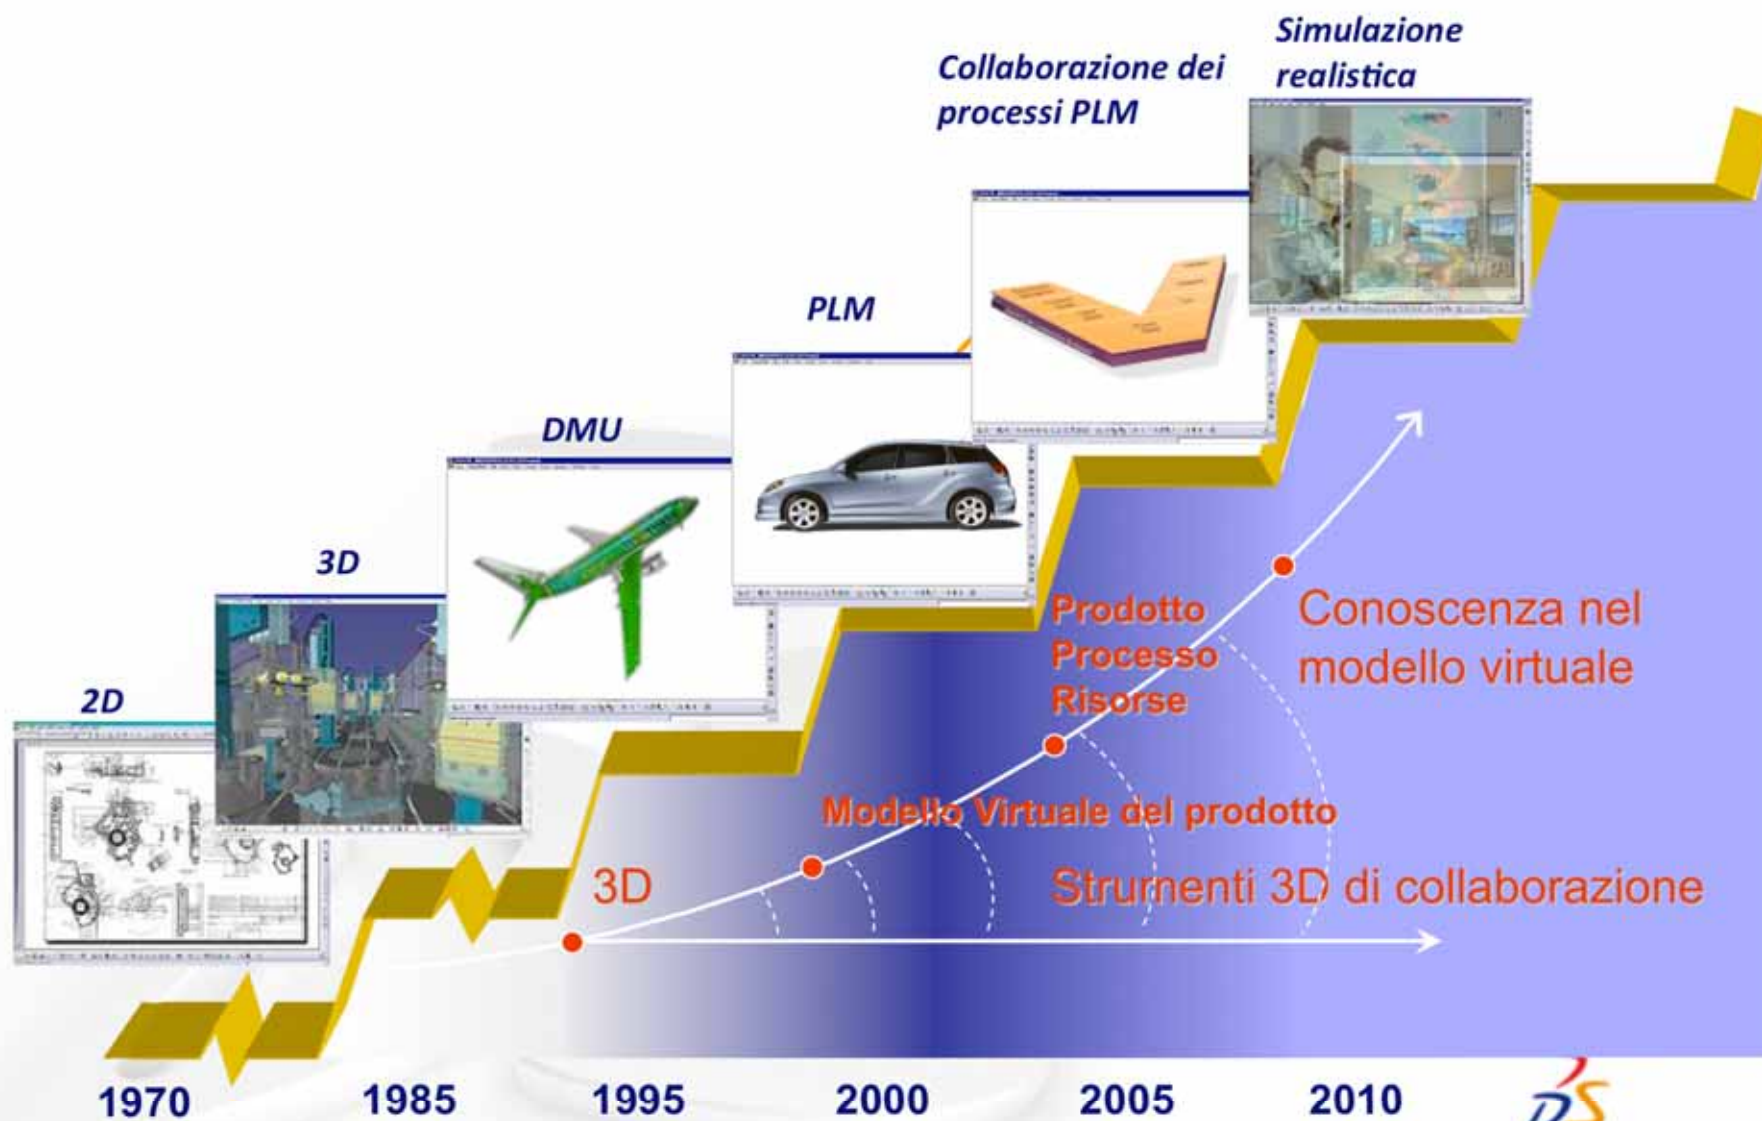 Simulazione
realistica
Collaborazione dei
processi PLM
PLM
DMU
3D
2D
Prodotto
Processo
Risorse
Conoscenza nel
modello virtuale
Modello Virtuale del prodotto
3D
Strumenti 3D di collaborazione
1970 1985 1995 2000 2005 2010